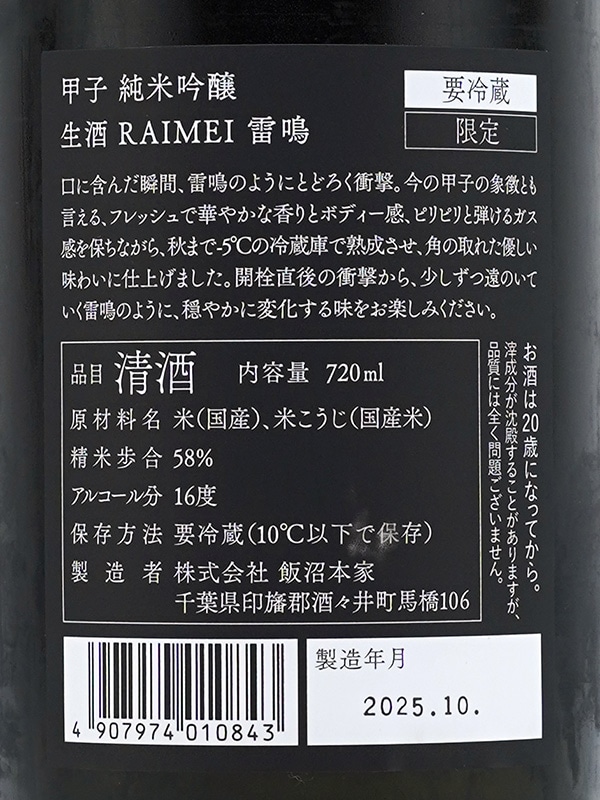 甲子 純米吟醸
生酒 RAIMEI 雷鳴
要冷蔵
限定
口に含んだ瞬間、雷鳴のようにとどろく衝撃。今の甲子の象徴とも
言える、フレッシュで華やかな香りとボディー感、ピリピリと弾けるガス
感を保ちながら、秋まで-5℃の冷蔵庫で熟成させ、角の取れた優しい
味わいに仕上げました。開栓直後の衝撃から、少しずつ遠のいて
いく雷鳴のように、穏やかに変化する味をお楽しみください。
品目 清酒 内容量 720ml
原材料名 米(国産)、米こうじ(国産米)
精米歩合 58%
アルコール分 16度
保存方法 要冷蔵(10℃以下で保存)
製造者 株式会社 飯沼本家
千葉県印旛郡酒々井町馬橋106
お酒は20歳になってから。
滓成分が沈殿することがありますが、
品質には全く問題ございません。
4 907974 010843
製造年月
2025.10.